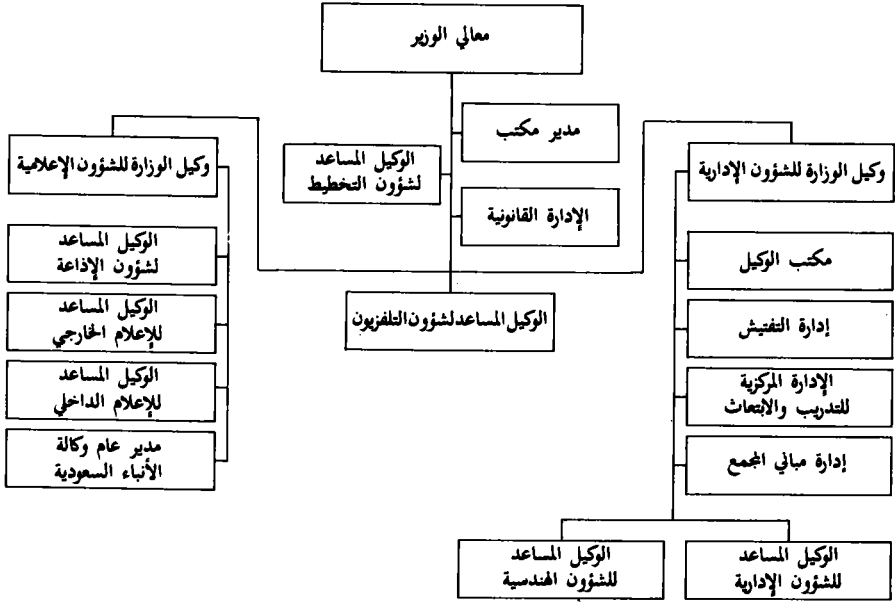 معالي الوزير
مدير مكتب
الوكيل المساعد
لشؤون التخطيط
الإدارة القانونية
الوكيل المساعد لشؤون التلفزيون
وكيل الوزارة للشؤون الإدارية
مكتب الوكيل
إدارة التفتيش
الإدارة المركزية
للتدريب والابتعاث
إدارة مباني المجمع
الوكيل المساعد
للشؤون الإدارية
الوكيل المساعد
للشؤون الهندسية
وكيل الوزارة للشؤون الإعلامية
الوكيل المساعد
لشؤون الإذاعة
الوكيل المساعد
للإعلام الخارجي
الوكيل المساعد
للإعلام الداخلي
مدير عام وكالة
الأنباء السعودية